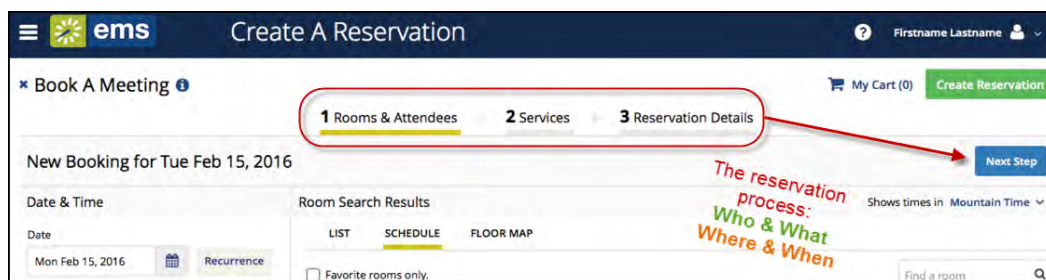 ems Create A Reservation ? Firstname Lastname
× Book A Meeting i My Cart (0) Create Reservation
1 Rooms & Attendees 2 Services 3 Reservation Details
New Booking for Tue Feb 15, 2016 Next Step
The reservation
process:
Who & What
Where & When
Date & Time Room Search Results Shows times in Mountain Time
Date LIST SCHEDULE FLOOR MAP
Mon Feb 15, 2016 Recurrence
Favorite rooms only. Find a room